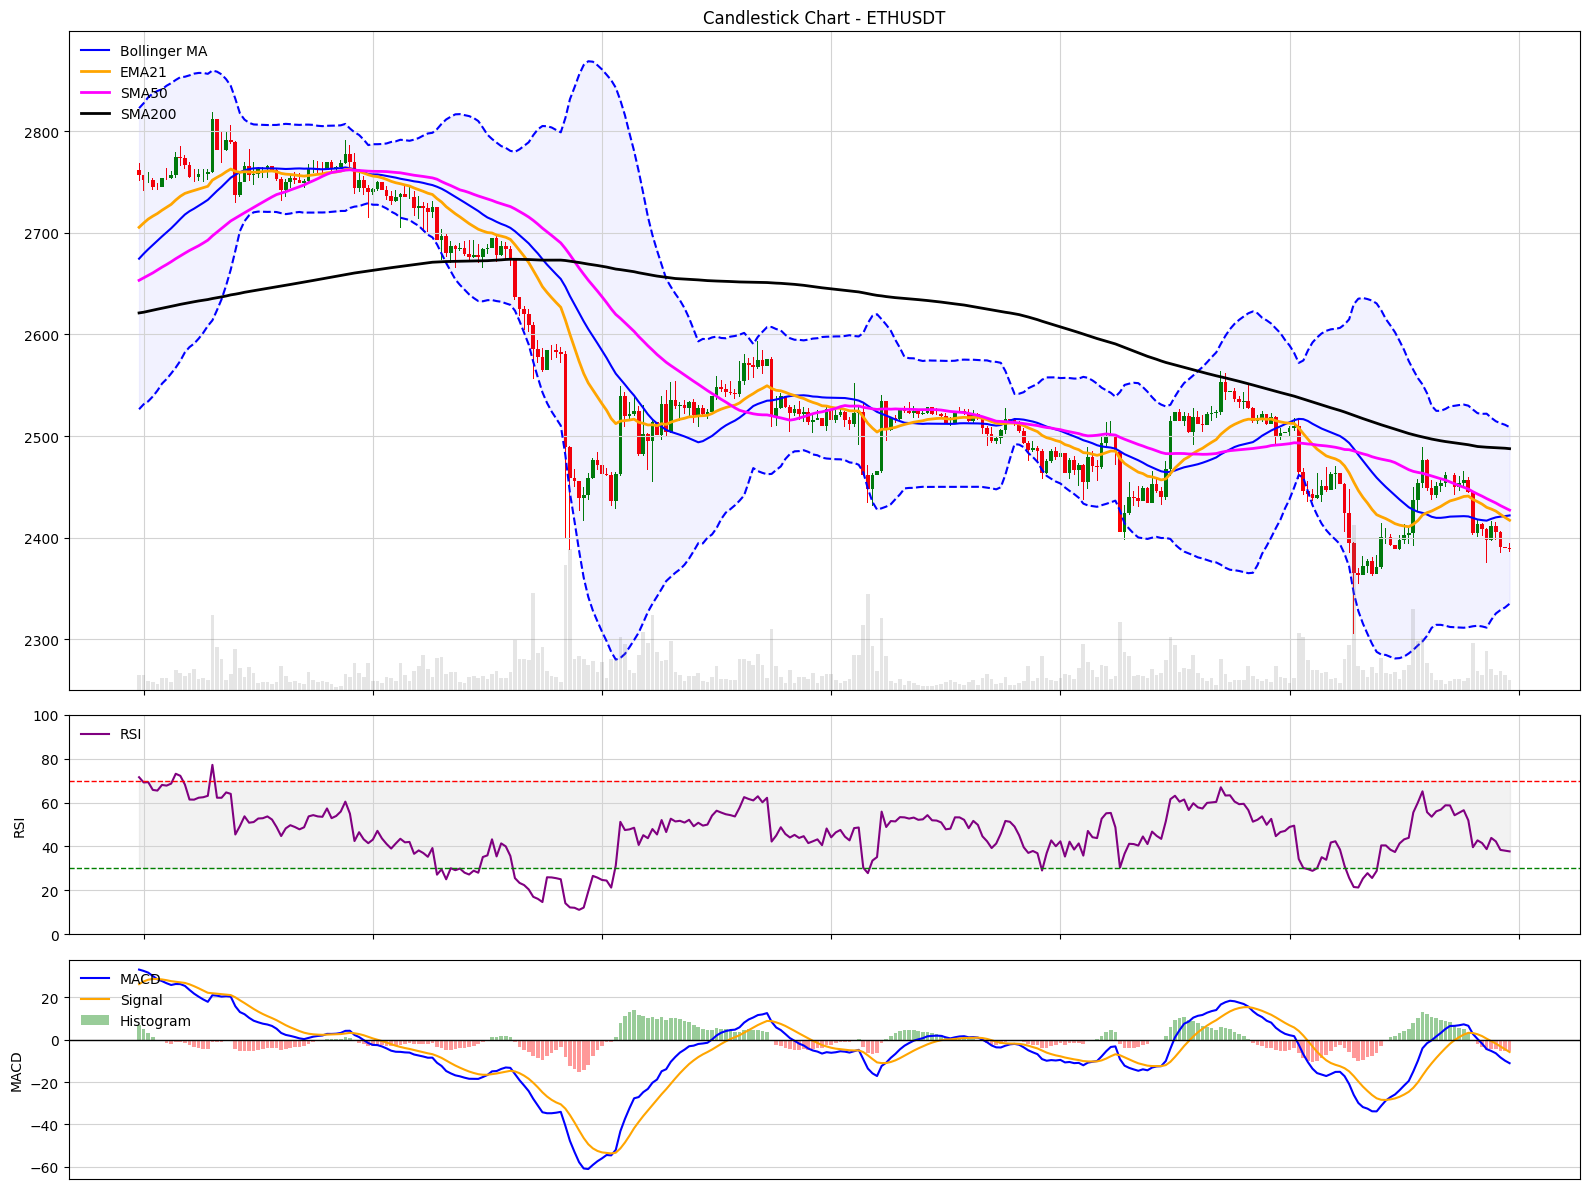 Candlestick Chart - ETHUSDT
Bollinger MA
EMA21
SMA50
SMA200
2800
2700
2600
2500
2400
2300
100
80
60
40
20
0
RSI
RSI
20
0
−20
−40
−60
MACD
MACD
Signal
Histogram